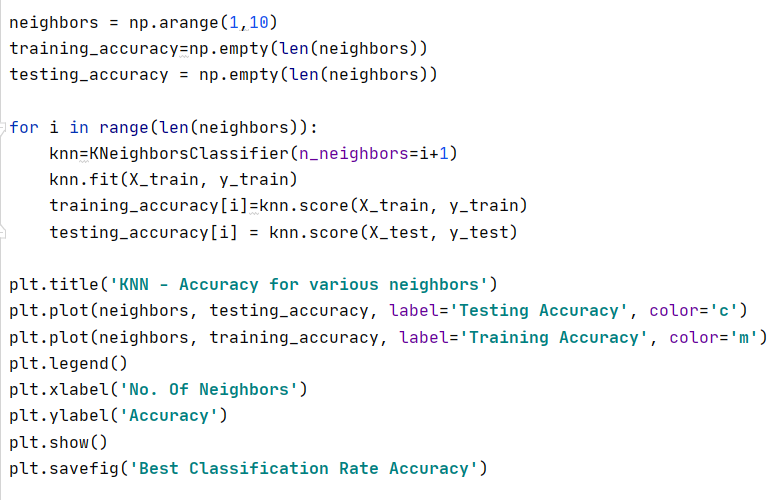 neighbors = np.arange(1,10)
training_accuracy=np.empty(len(neighbors))
testing_accuracy = np.empty(len(neighbors))
for i in range(len(neighbors)):
    knn=KNeighborsClassifier(n_neighbors=i+1)
    knn.fit(X_train, y_train)
    training_accuracy[i]=knn.score(X_train, y_train)
    testing_accuracy[i] = knn.score(X_test, y_test)
plt.title('KNN - Accuracy for various neighbors')
plt.plot(neighbors, testing_accuracy, label='Testing Accuracy', color='c')
plt.plot(neighbors, training_accuracy, label='Training Accuracy', color='m')
plt.legend()
plt.xlabel('No. Of Neighbors')
plt.ylabel('Accuracy')
plt.show()
plt.savefig('Best Classification Rate Accuracy')